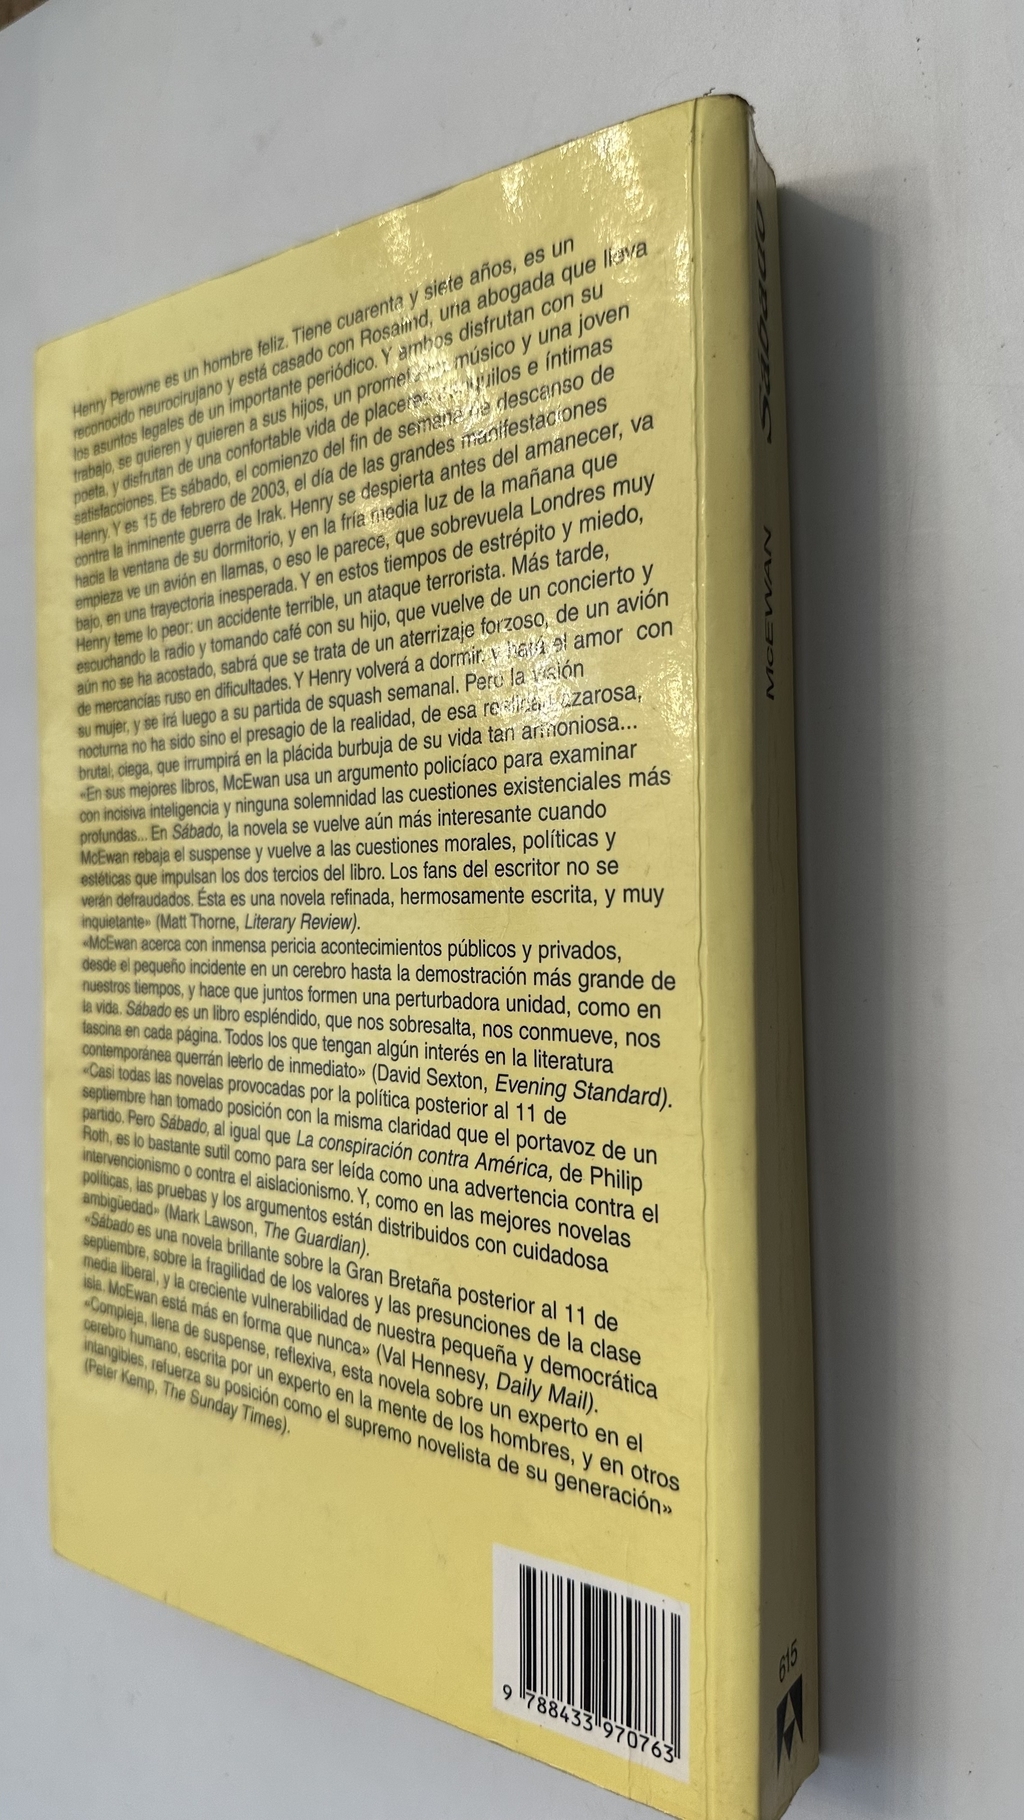 Henry Perowne es un hombre feliz. Tiene cuarenta y siete años, es un
reconocido neurocirujano y está casado con Rosalind, una abogada que lleva
los asuntos legales de un importante periódico. Y ambos disfrutan con su
trabajo, se quieren y quieren a sus hijos, un prometedor músico y una joven
poeta, y disfrutan de una confortable vida de placeres tranquilos e íntimas
satisfacciones. Es sábado, el comienzo del fin de semana de descanso de
Henry. Y es 15 de febrero de 2003, el día de las grandes manifestaciones
contra la inminente guerra de Irak. Henry se despierta antes del amanecer, va
hacia la ventana de su dormitorio, y en la fría media luz de la mañana que
empieza ve un avión en llamas, o eso le parece, que sobrevuela Londres muy
bajo, en una trayectoria inesperada. Y en estos tiempos de estrépito y miedo,
Henry teme lo peor: un accidente terrible, un ataque terrorista. Más tarde,
escuchando la radio y tomando café con su hijo, que vuelve de un concierto y
aún no se ha acostado, sabrá que se trata de un aterrizaje forzoso, de un avión
de mercancías ruso en dificultades. Y Henry volverá a dormir, y hará el amor con
su mujer, y se irá luego a su partida de squash semanal. Pero la visión
nocturna no ha sido sino el presagio de la realidad, de esa realidad azarosa,
brutal, ciega, que irrumpirá en la plácida burbuja de su vida tan armoniosa...
«En sus mejores libros, McEwan usa un argumento policíaco para examinar
con incisiva inteligencia y ninguna solemnidad las cuestiones existenciales más
profundas... En Sábado, la novela se vuelve aún más interesante cuando
McEwan rebaja el suspense y vuelve a las cuestiones morales, políticas y
estéticas que impulsan los dos tercios del libro. Los fans del escritor no se
verán defraudados. Ésta es una novela refinada, hermosamente escrita, y muy
inquietante» (Matt Thorne, Literary Review).
«McEwan acerca con inmensa pericia acontecimientos públicos y privados,
desde el pequeño incidente en un cerebro hasta la demostración más grande de
nuestros tiempos, y hace que juntos formen una perturbadora unidad, como en
la vida. Sábado es un libro espléndido, que nos sobresalta, nos conmueve, nos
fascina en cada página. Todos los que tengan algún interés en la literatura
contemporánea querrán leerlo de inmediato» (David Sexton, Evening Standard).
«Casi todas las novelas provocadas por la política posterior al 11 de
septiembre han tomado posición con la misma claridad que el portavoz de un
partido. Pero Sábado, al igual que La conspiración contra América, de Philip
Roth, es lo bastante sutil como para ser leída como una advertencia contra el
intervencionismo o contra el aislacionismo. Y, como en las mejores novelas
políticas, las pruebas y los argumentos están distribuidos con cuidadosa
ambigüedad» (Mark Lawson, The Guardian).
«Sábado es una novela brillante sobre la Gran Bretaña posterior al 11 de
septiembre, sobre la fragilidad de los valores y las presunciones de la clase
media liberal, y la creciente vulnerabilidad de nuestra pequeña y democrática
isla. McEwan está más en forma que nunca» (Val Hennesy, Daily Mail).
«Compleja, llena de suspense, reflexiva, esta novela sobre un experto en el
cerebro humano, escrita por un experto en la mente de los hombres, y en otros
intangibles, refuerza su posición como el supremo novelista de su generación»
(Peter Kemp, The Sunday Times).
9 788433 970763
Sábado
McEWAN
615